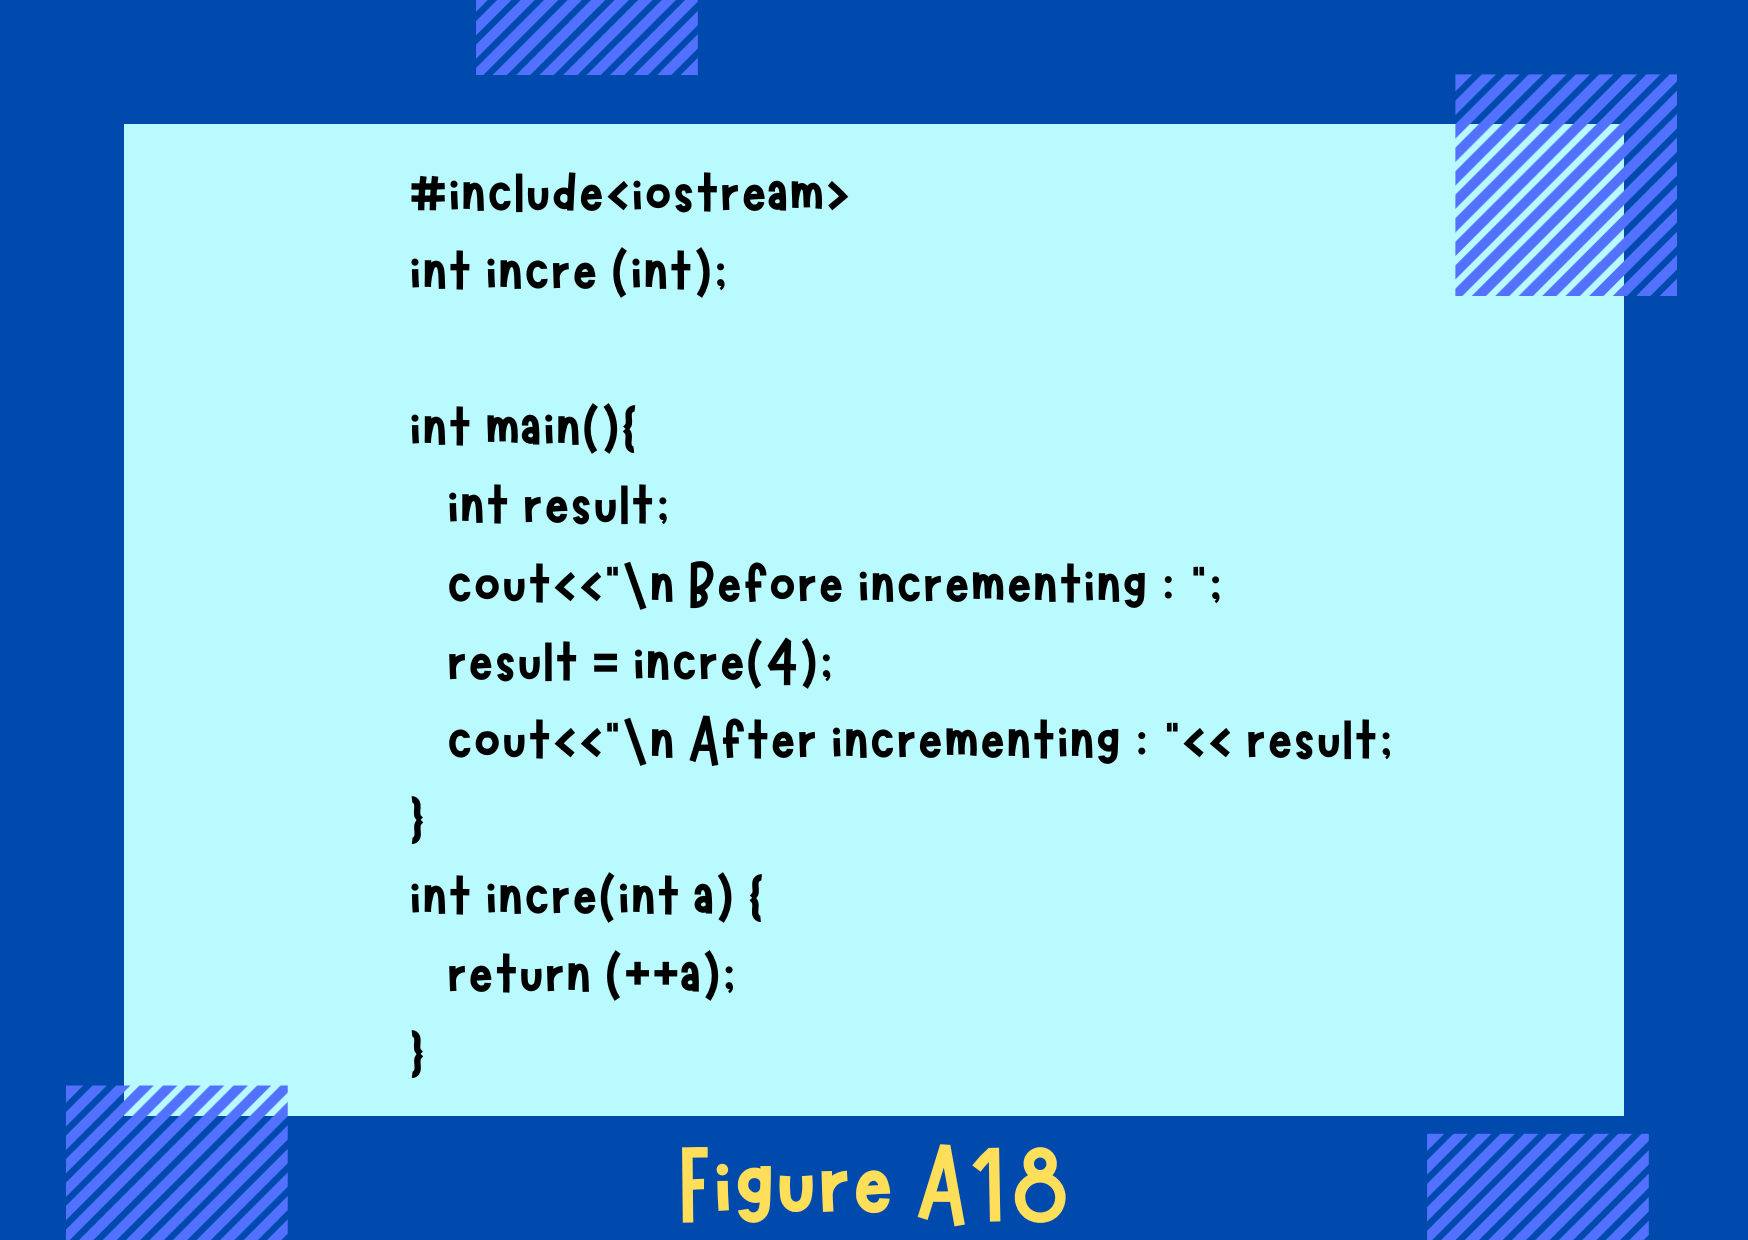 #include<iostream>
int incre (int);
int main(){
int result;
cout<<"\n Before incrementing : ";
result = incre(4);
cout<<"\n After incrementing : "<< result;
}
int incre(int a) {
return (++a);
}
Figure A18